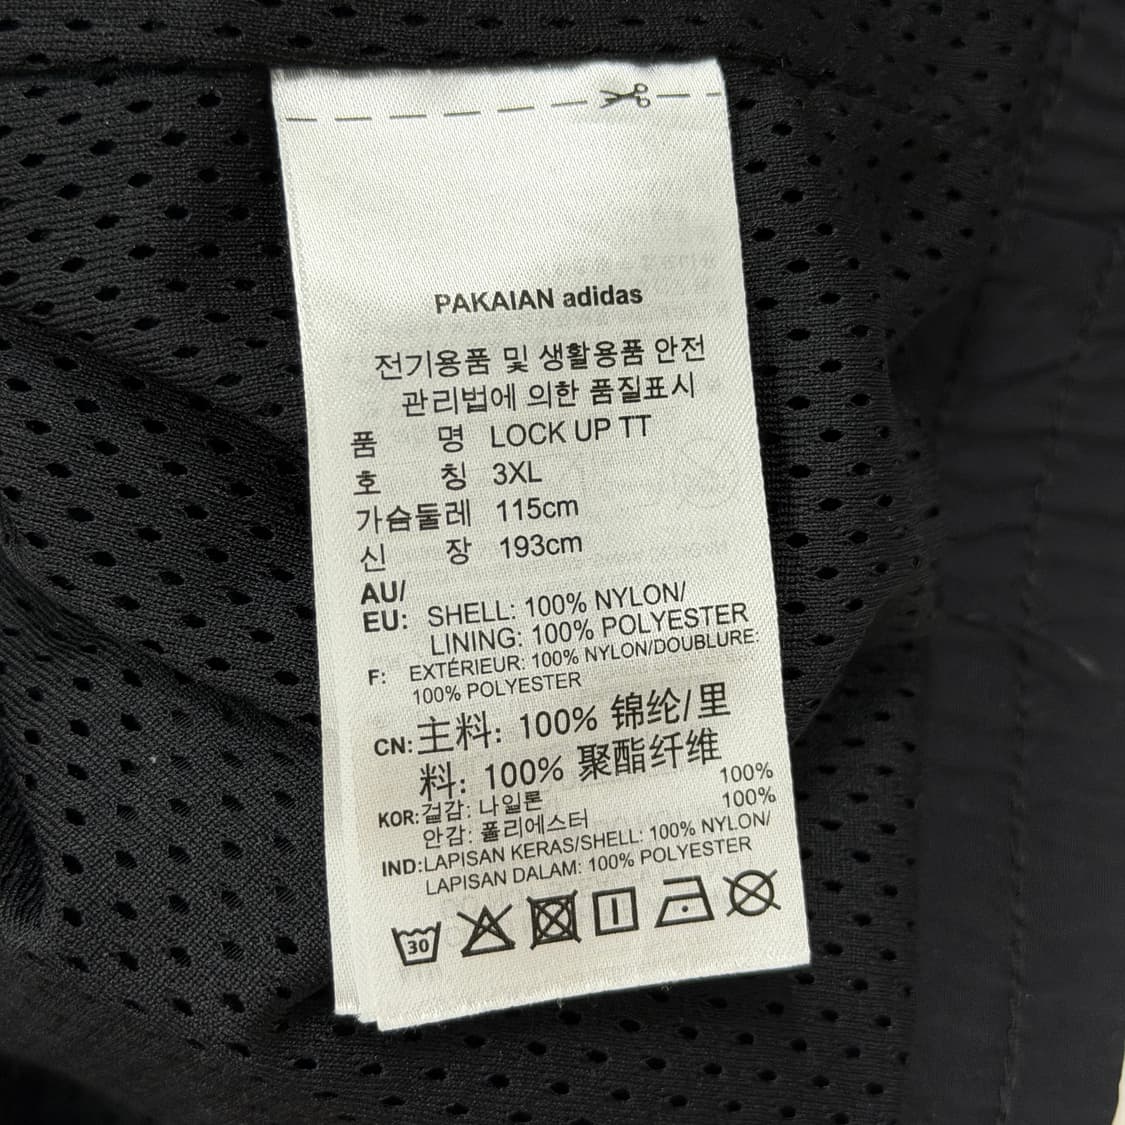 PAKAIAN adidas
전기용품 및 생활용품 안전
관리법에 의한 품질표시
품 명 LOCK UP TT
호 칭 3XL
가슴둘레 115cm
신 장 193cm
AU/
EU: SHELL: 100% NYLON/
LINING: 100% POLYESTER
F: EXTÉRIEUR: 100% NYLON/DOUBLURE:
100% POLYESTER
CN: 主料: 100% 锦纶/里
料: 100% 聚酯纤维
KOR: 겉감: 나일론 100%
안감: 폴리에스터 100%
IND: LAPISAN KERAS/SHELL: 100% NYLON/
LAPISAN DALAM: 100% POLYESTER
30